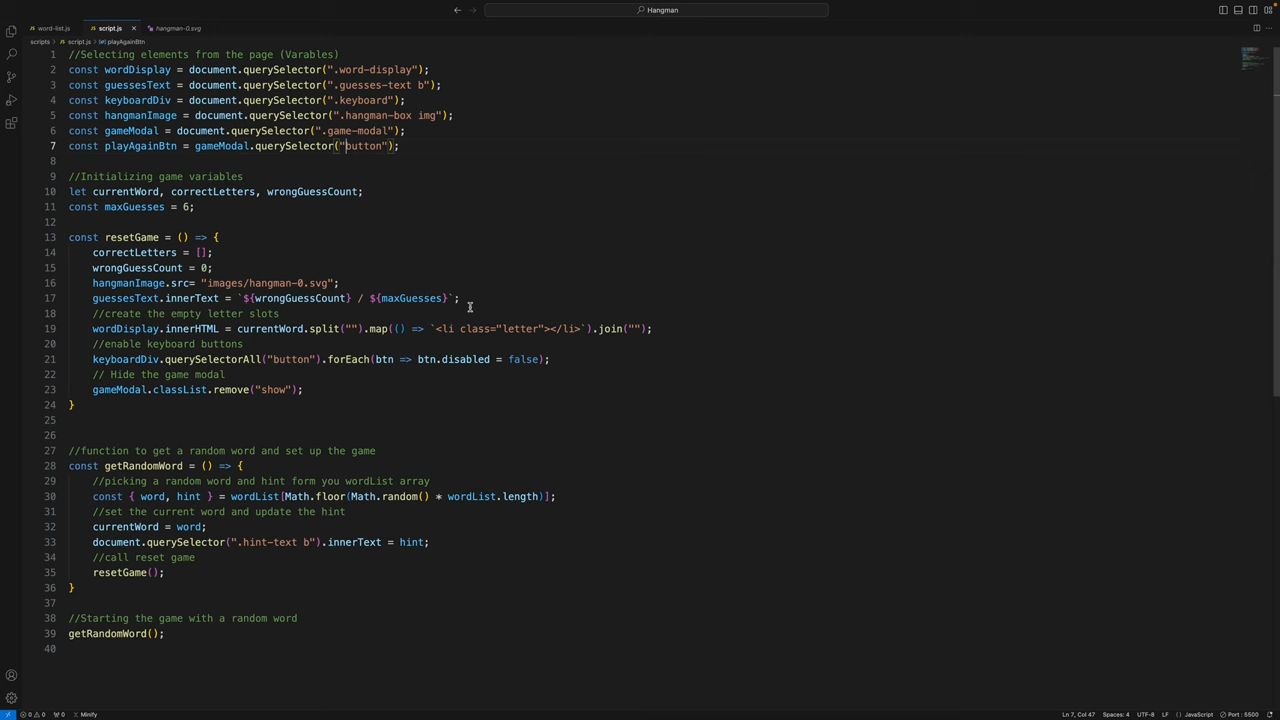 Hangman
word-list.js
script.js
hangman-0.svg
scripts > script.js > playAgainBtn
1 //Selecting elements from the page (Varables)
2 const wordDisplay = document.querySelector(".word-display");
3 const guessesText = document.querySelector(".guesses-text b");
4 const keyboardDiv = document.querySelector(".keyboard");
5 const hangmanImage = document.querySelector(".hangman-box img");
6 const gameModal = document.querySelector(".game-modal");
7 const playAgainBtn = gameModal.querySelector("button");
8
9 //Initializing game variables
10 let currentWord, correctLetters, wrongGuessCount;
11 const maxGuesses = 6;
12
13 const resetGame = () => {
14 correctLetters = [];
15 wrongGuessCount = 0;
16 hangmanImage.src= "images/hangman-0.svg";
17 guessesText.innerText = `${wrongGuessCount} / ${maxGuesses}`;
18 //create the empty letter slots
19 wordDisplay.innerHTML = currentWord.split("").map(() => `<li class="letter"></li>`).join("");
20 //enable keyboard buttons
21 keyboardDiv.querySelectorAll("button").forEach(btn => btn.disabled = false);
22 // Hide the game modal
23 gameModal.classList.remove("show");
24 }
25
26
27 //function to get a random word and set up the game
28 const getRandomWord = () => {
29 //picking a random word and hint form you wordList array
30 const { word, hint } = wordList[Math.floor(Math.random() * wordList.length)];
31 //set the current word and update the hint
32 currentWord = word;
33 document.querySelector(".hint-text b").innerText = hint;
34 //call reset game
35 resetGame();
36 }
37
38 //Starting the game with a random word
39 getRandomWord();
40
0 0 0 Minify Ln 7, Col 47 Spaces: 4 UTF-8 LF {} JavaScript Port : 5500